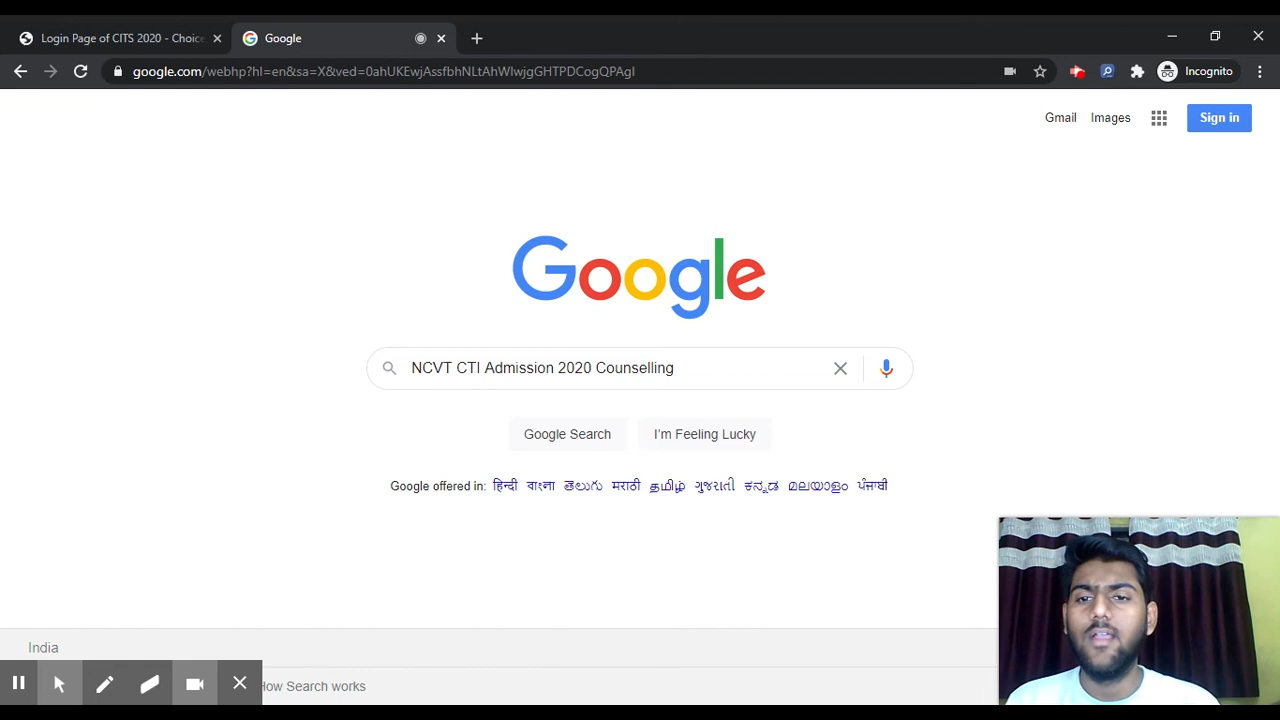 Login Page of CITS 2020 - Choice
Google
google.com/webhp?hl=en&sa=X&ved=0ahUKEwjAssfbhNLtAhWIwjgGHTPDCogQPAgI
Incognito
Gmail Images Sign in
Google
NCVT CTI Admission 2020 Counselling
Google Search I'm Feeling Lucky
Google offered in: हिन्दी বাংলা తెలుగు मराठी தமிழ் ગુજરાતી ಕನ್ನಡ മലയാളം ਪੰਜਾਬੀ
India
How Search works